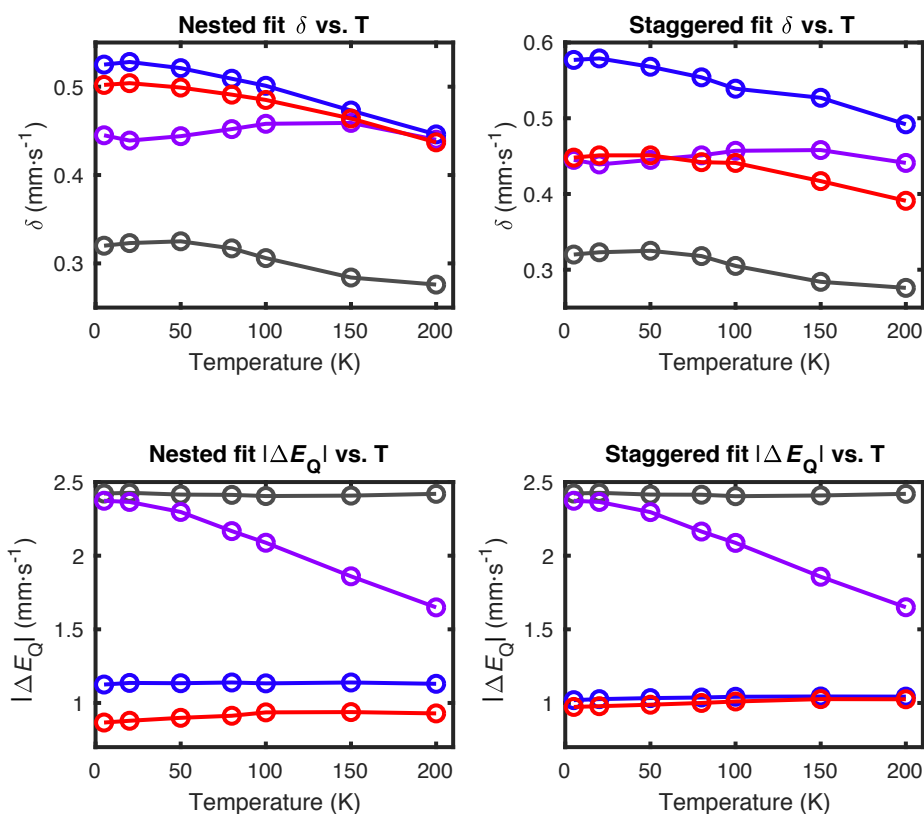 Nested fit δ vs. T
0.5
0.4
0.3
δ (mm·s⁻¹)
0 50 100 150 200
Temperature (K)
Staggered fit δ vs. T
0.6
0.5
0.4
0.3
δ (mm·s⁻¹)
0 50 100 150 200
Temperature (K)
Nested fit |ΔE_Q| vs. T
2.5
2
1.5
1
|ΔE_Q| (mm·s⁻¹)
0 50 100 150 200
Temperature (K)
Staggered fit |ΔE_Q| vs. T
2.5
2
1.5
1
|ΔE_Q| (mm·s⁻¹)
0 50 100 150 200
Temperature (K)